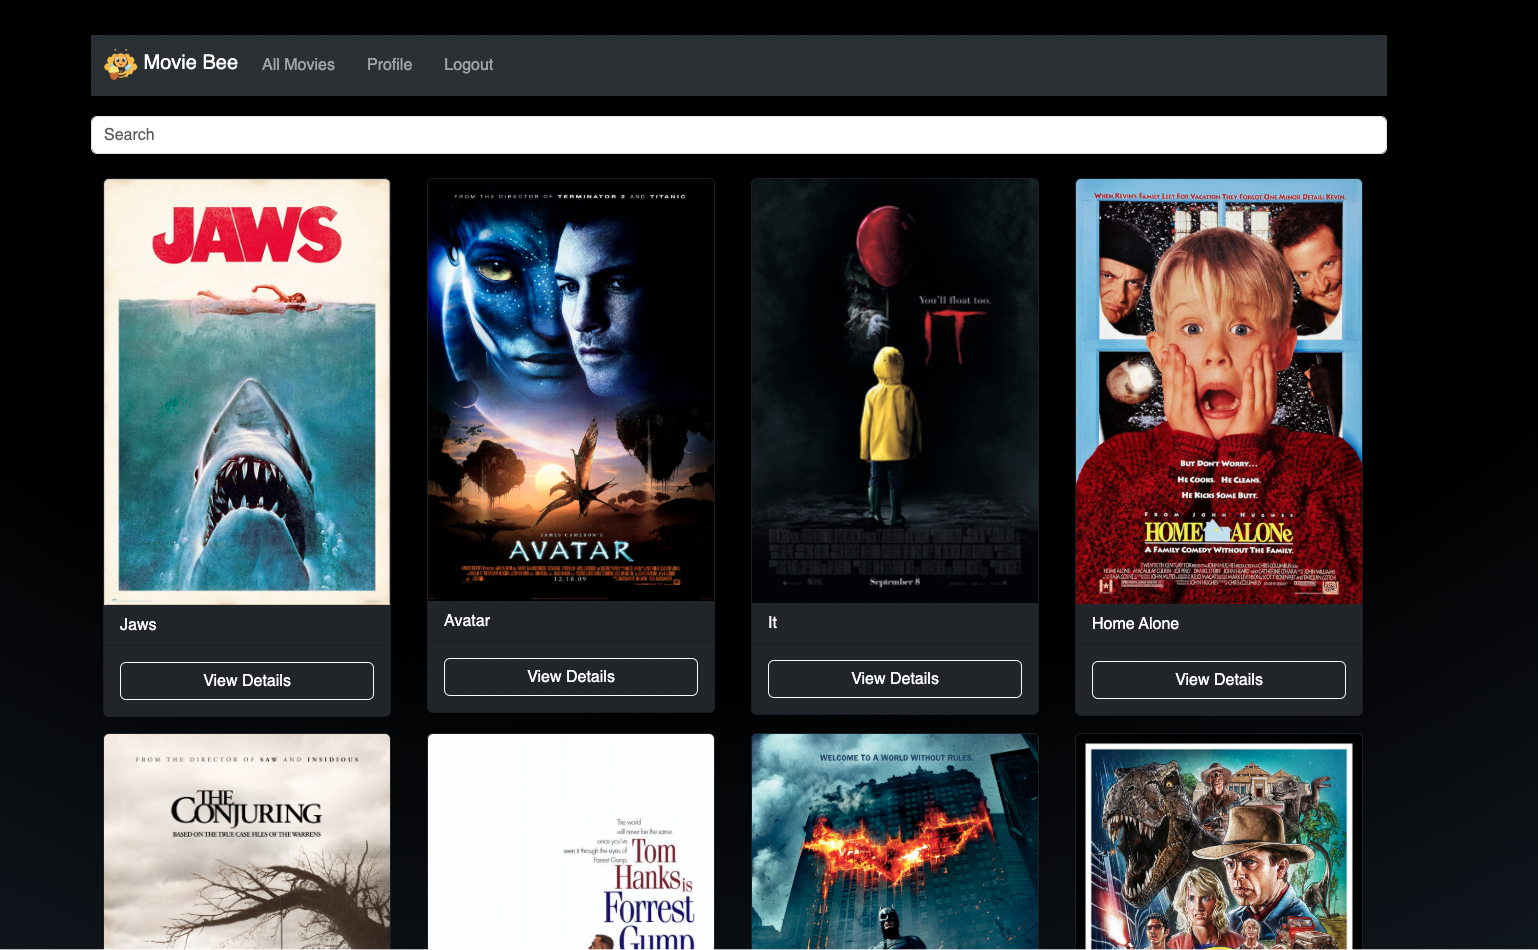 Movie Bee
All Movies
Profile
Logout
Search
JAWS
Jaws
View Details
FROM THE DIRECTOR OF TERMINATOR 2 AND TITANIC
JAMES CAMERON'S
AVATAR
12.18.09
Avatar
View Details
You'll float too.
IT
September 8
It
View Details
WHEN KEVIN'S FAMILY LEFT FOR VACATION THEY FORGOT ONE MINOR DETAIL: KEVIN.
BUT DON'T WORRY...
HE COOKS. HE CLEANS.
HE KICKS SOME BUTT.
FROM JOHN HUGHES
HOME ALONe
A FAMILY COMEDY WITHOUT THE FAMILY.
Home Alone
View Details
FROM THE DIRECTOR OF SAW AND INSIDIOUS
THE
CONJURING
BASED ON THE TRUE CASE FILES OF THE WARRENS
The world
will never be the same
once you've
seen it through the eyes of
Forrest Gump.
Tom
Hanks is
Forrest
Gump
WELCOME TO A WORLD WITHOUT RULES.